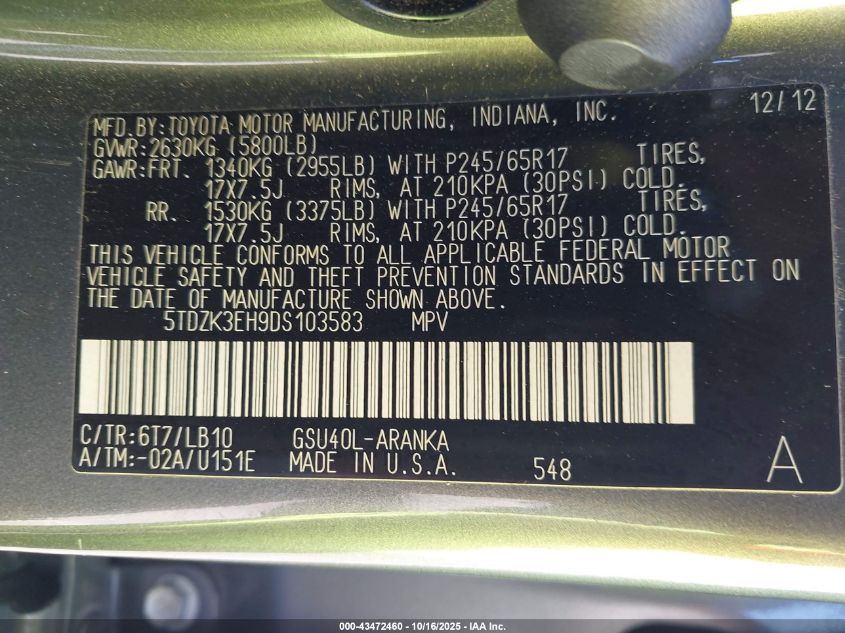 MFD.BY:TOYOTA MOTOR MANUFACTURING, INDIANA, INC. 12/12
GVWR:2630KG (5800LB)
GAWR:FRT. 1340KG (2955LB) WITH P245/65R17 TIRES,
17X7.5J RIMS, AT 210KPA (30PSI) COLD.
RR. 1530KG (3375LB) WITH P245/65R17 TIRES,
17X7.5J RIMS, AT 210KPA (30PSI) COLD.
THIS VEHICLE CONFORMS TO ALL APPLICABLE FEDERAL MOTOR
VEHICLE SAFETY AND THEFT PREVENTION STANDARDS IN EFFECT ON
THE DATE OF MANUFACTURE SHOWN ABOVE.
5TDZK3EH9DS103583 MPV
C/TR:6T7/LB10 GSU40L-ARANKA
A/TM:-02A/U151E MADE IN U.S.A. 548 A
000-43472460 - 10/16/2025 - IAA Inc.